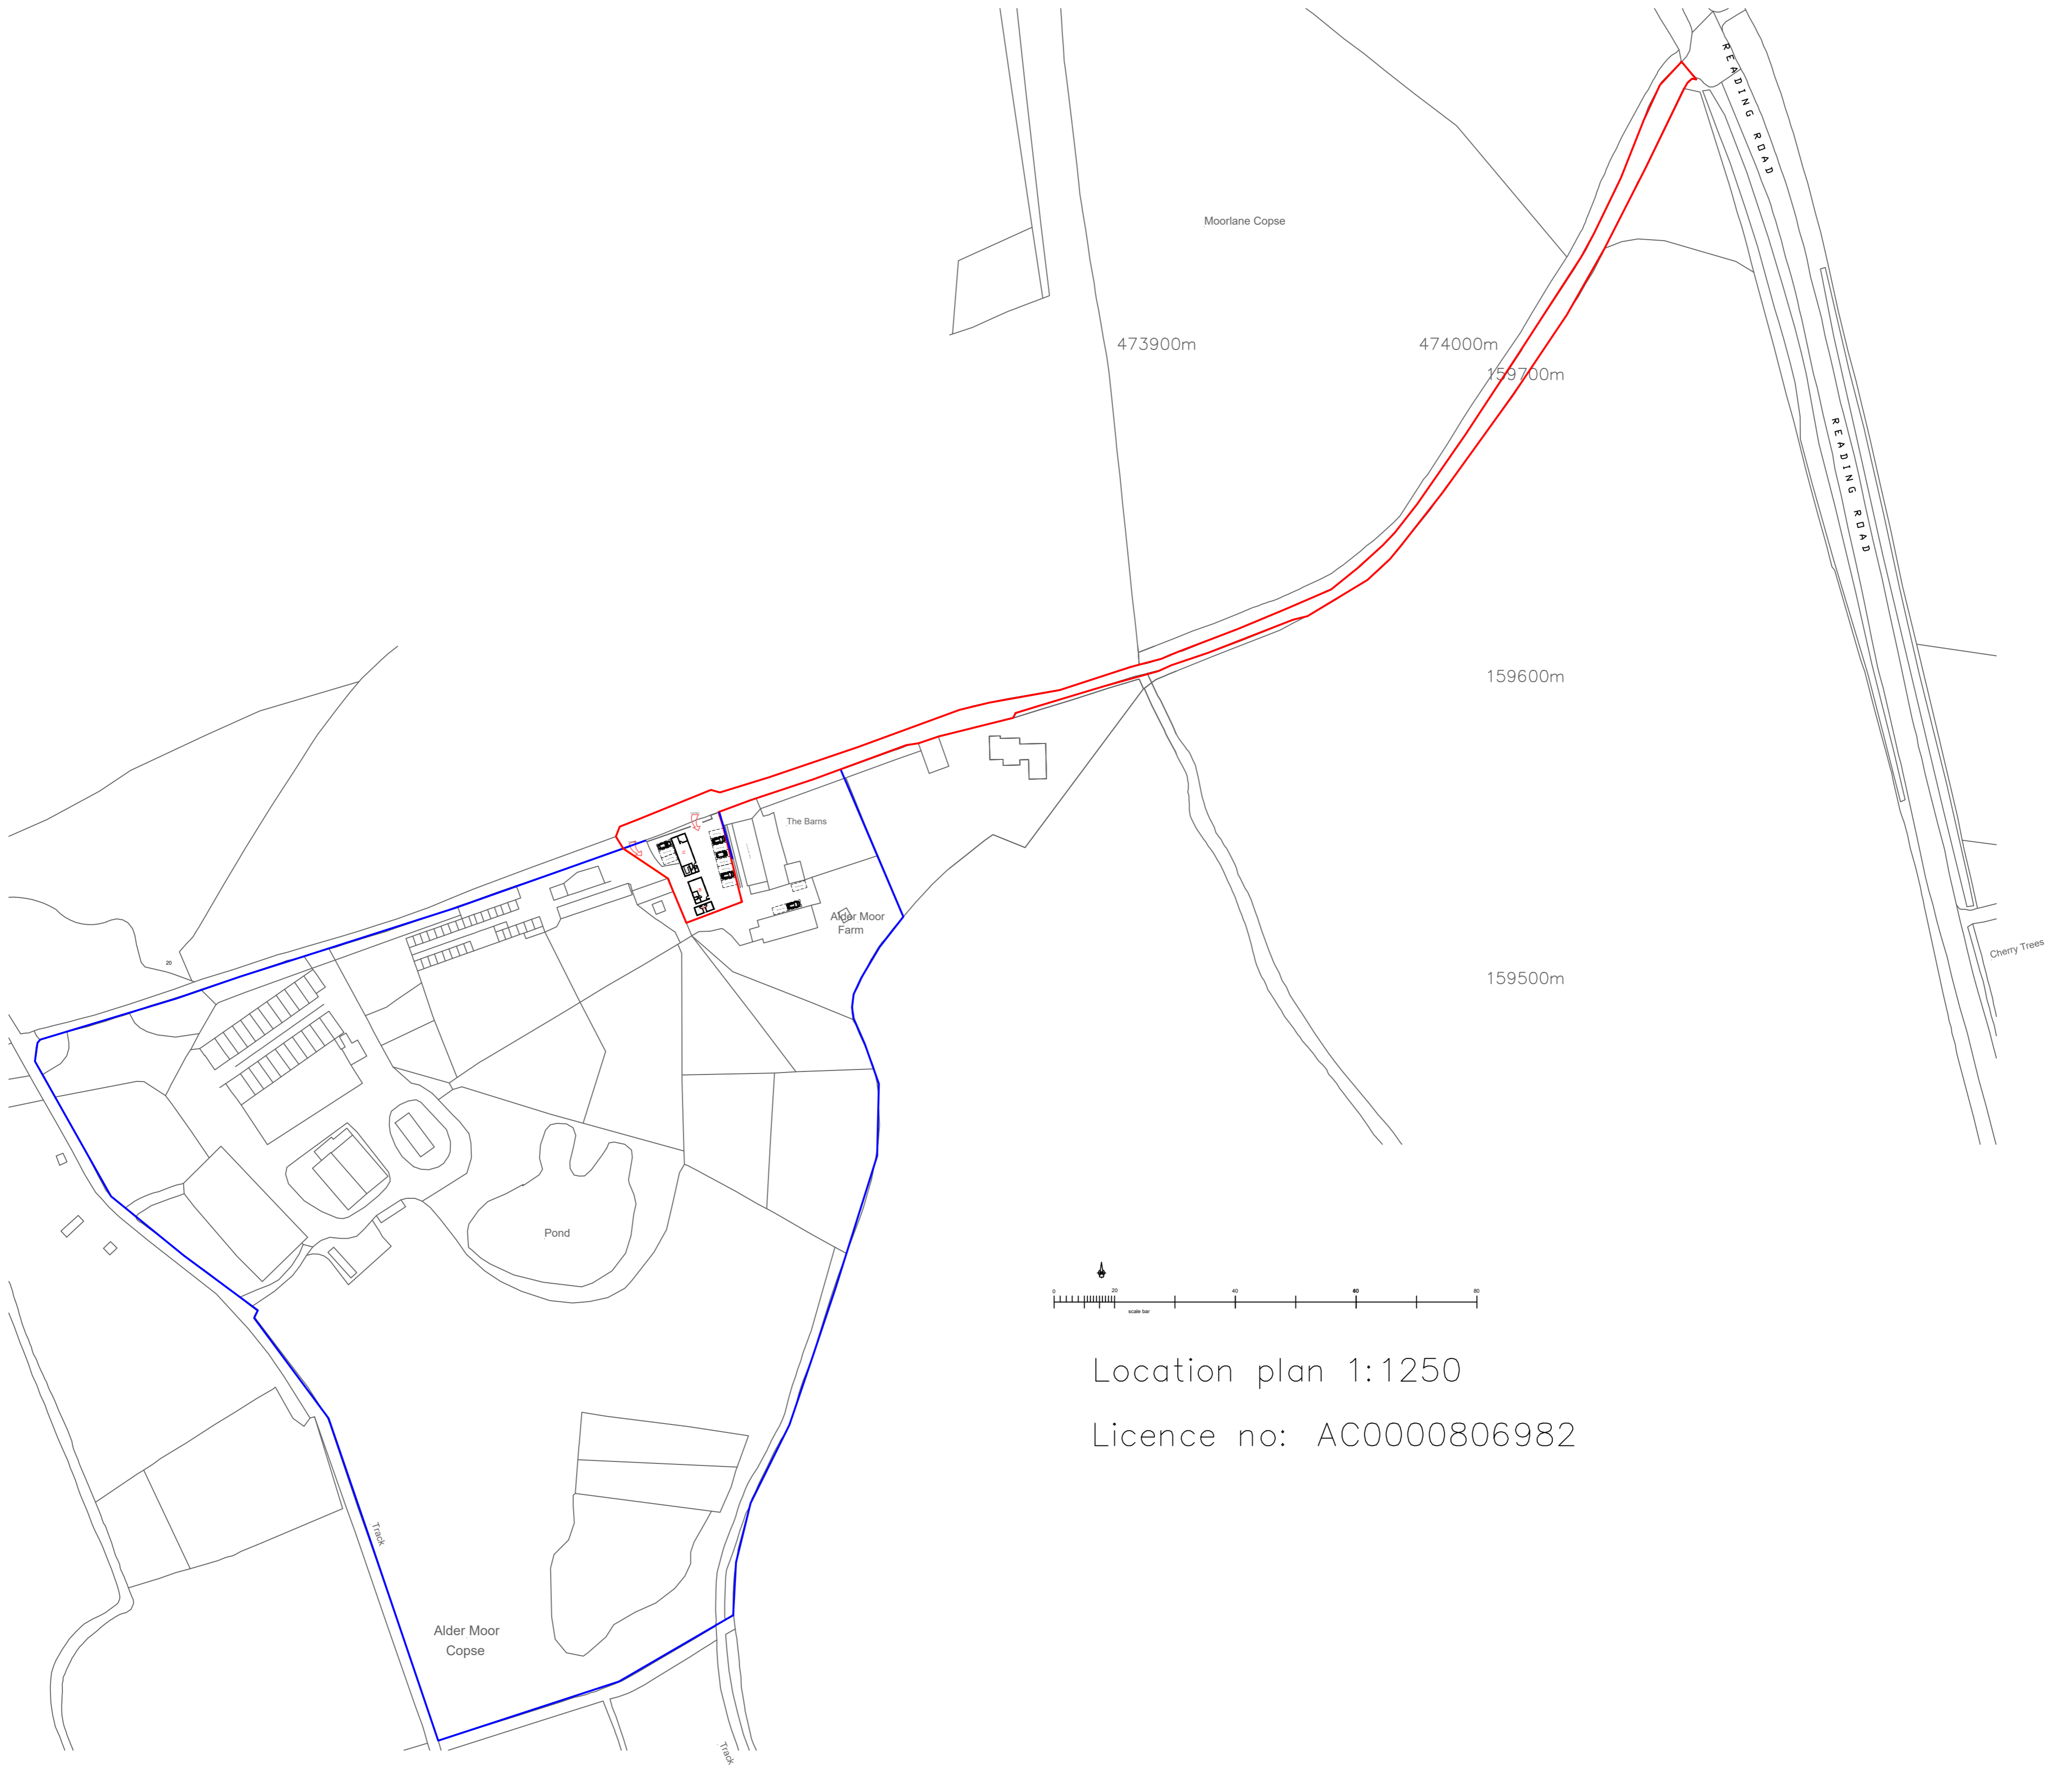 READING ROAD
Moorlane Copse
473900m
474000m
159700m
READING ROAD
159600m
The Barns
Alder Moor
Farm
Cherry Trees
20
159500m
Pond
0 20 40 60 80
scale bar
Location plan 1:1250
Licence no: AC0000806982
Track
Alder Moor
Copse
Track